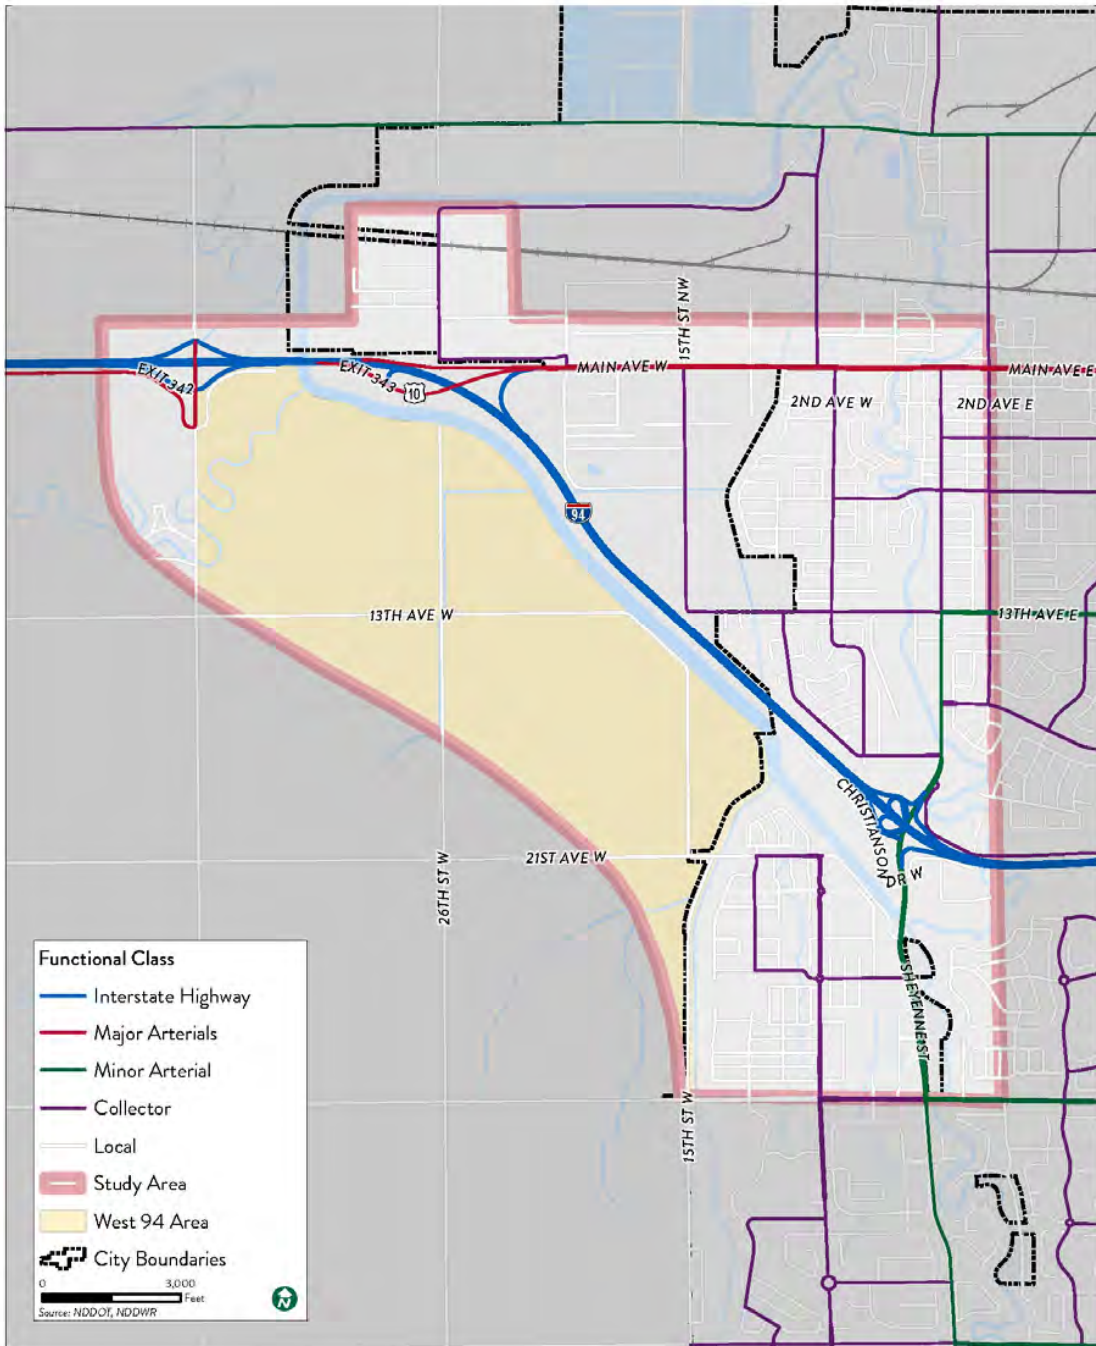 15TH ST NW
EXIT 342
EXIT 343
10
MAIN AVE W
MAIN AVE E
2ND AVE W
2ND AVE E
94
13TH AVE W
13TH AVE E
CHRISTIANSON
DR W
21ST AVE W
26TH ST W
SHEYENNE ST
15TH ST W
Functional Class
Interstate Highway
Major Arterials
Minor Arterial
Collector
Local
Study Area
West 94 Area
City Boundaries
0 3,000
Feet
N
Source: NDDOT, NDDWR